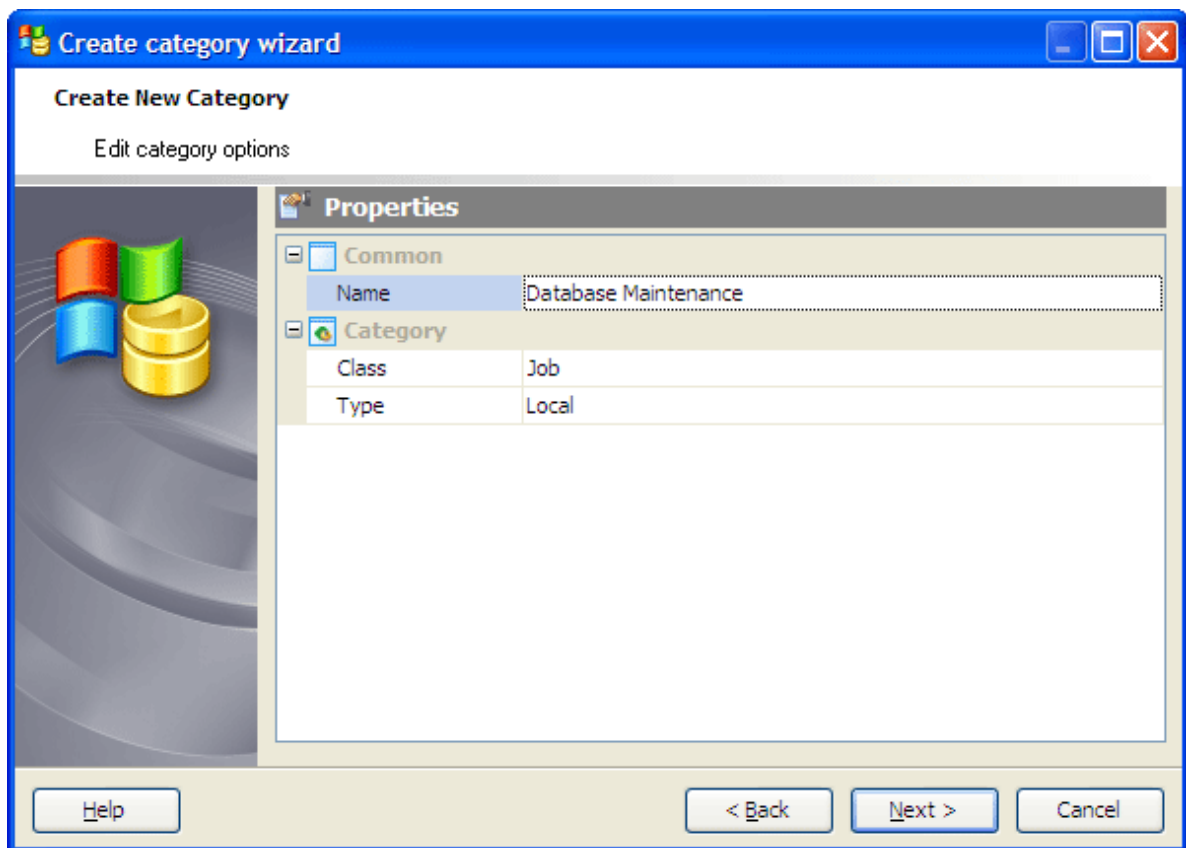 Create category wizard
Create New Category
Edit category options
Properties
Common
Name Database Maintenance
Category
Class Job
Type Local
Help < Back Next > Cancel